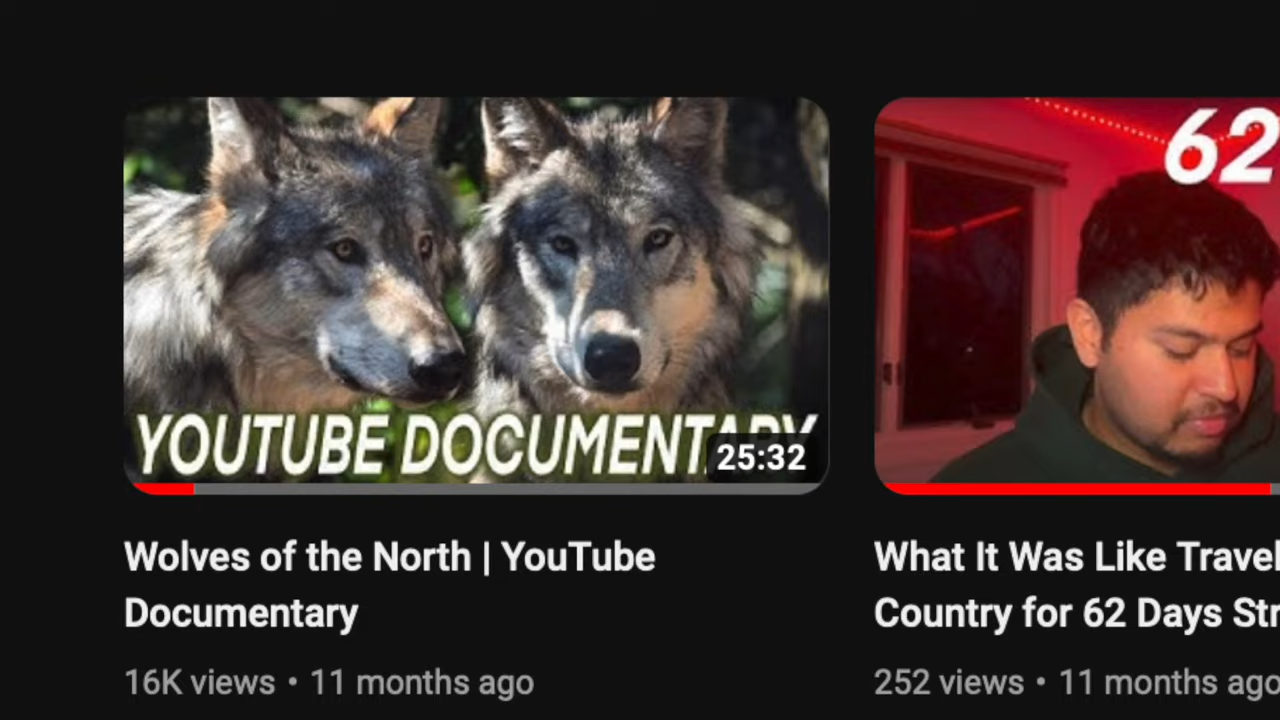 62
YOUTUBE DOCUMENTARY
25:32
Wolves of the North | YouTube
Documentary
16K views • 11 months ago
What It Was Like Travel
Country for 62 Days Str
252 views • 11 months ago